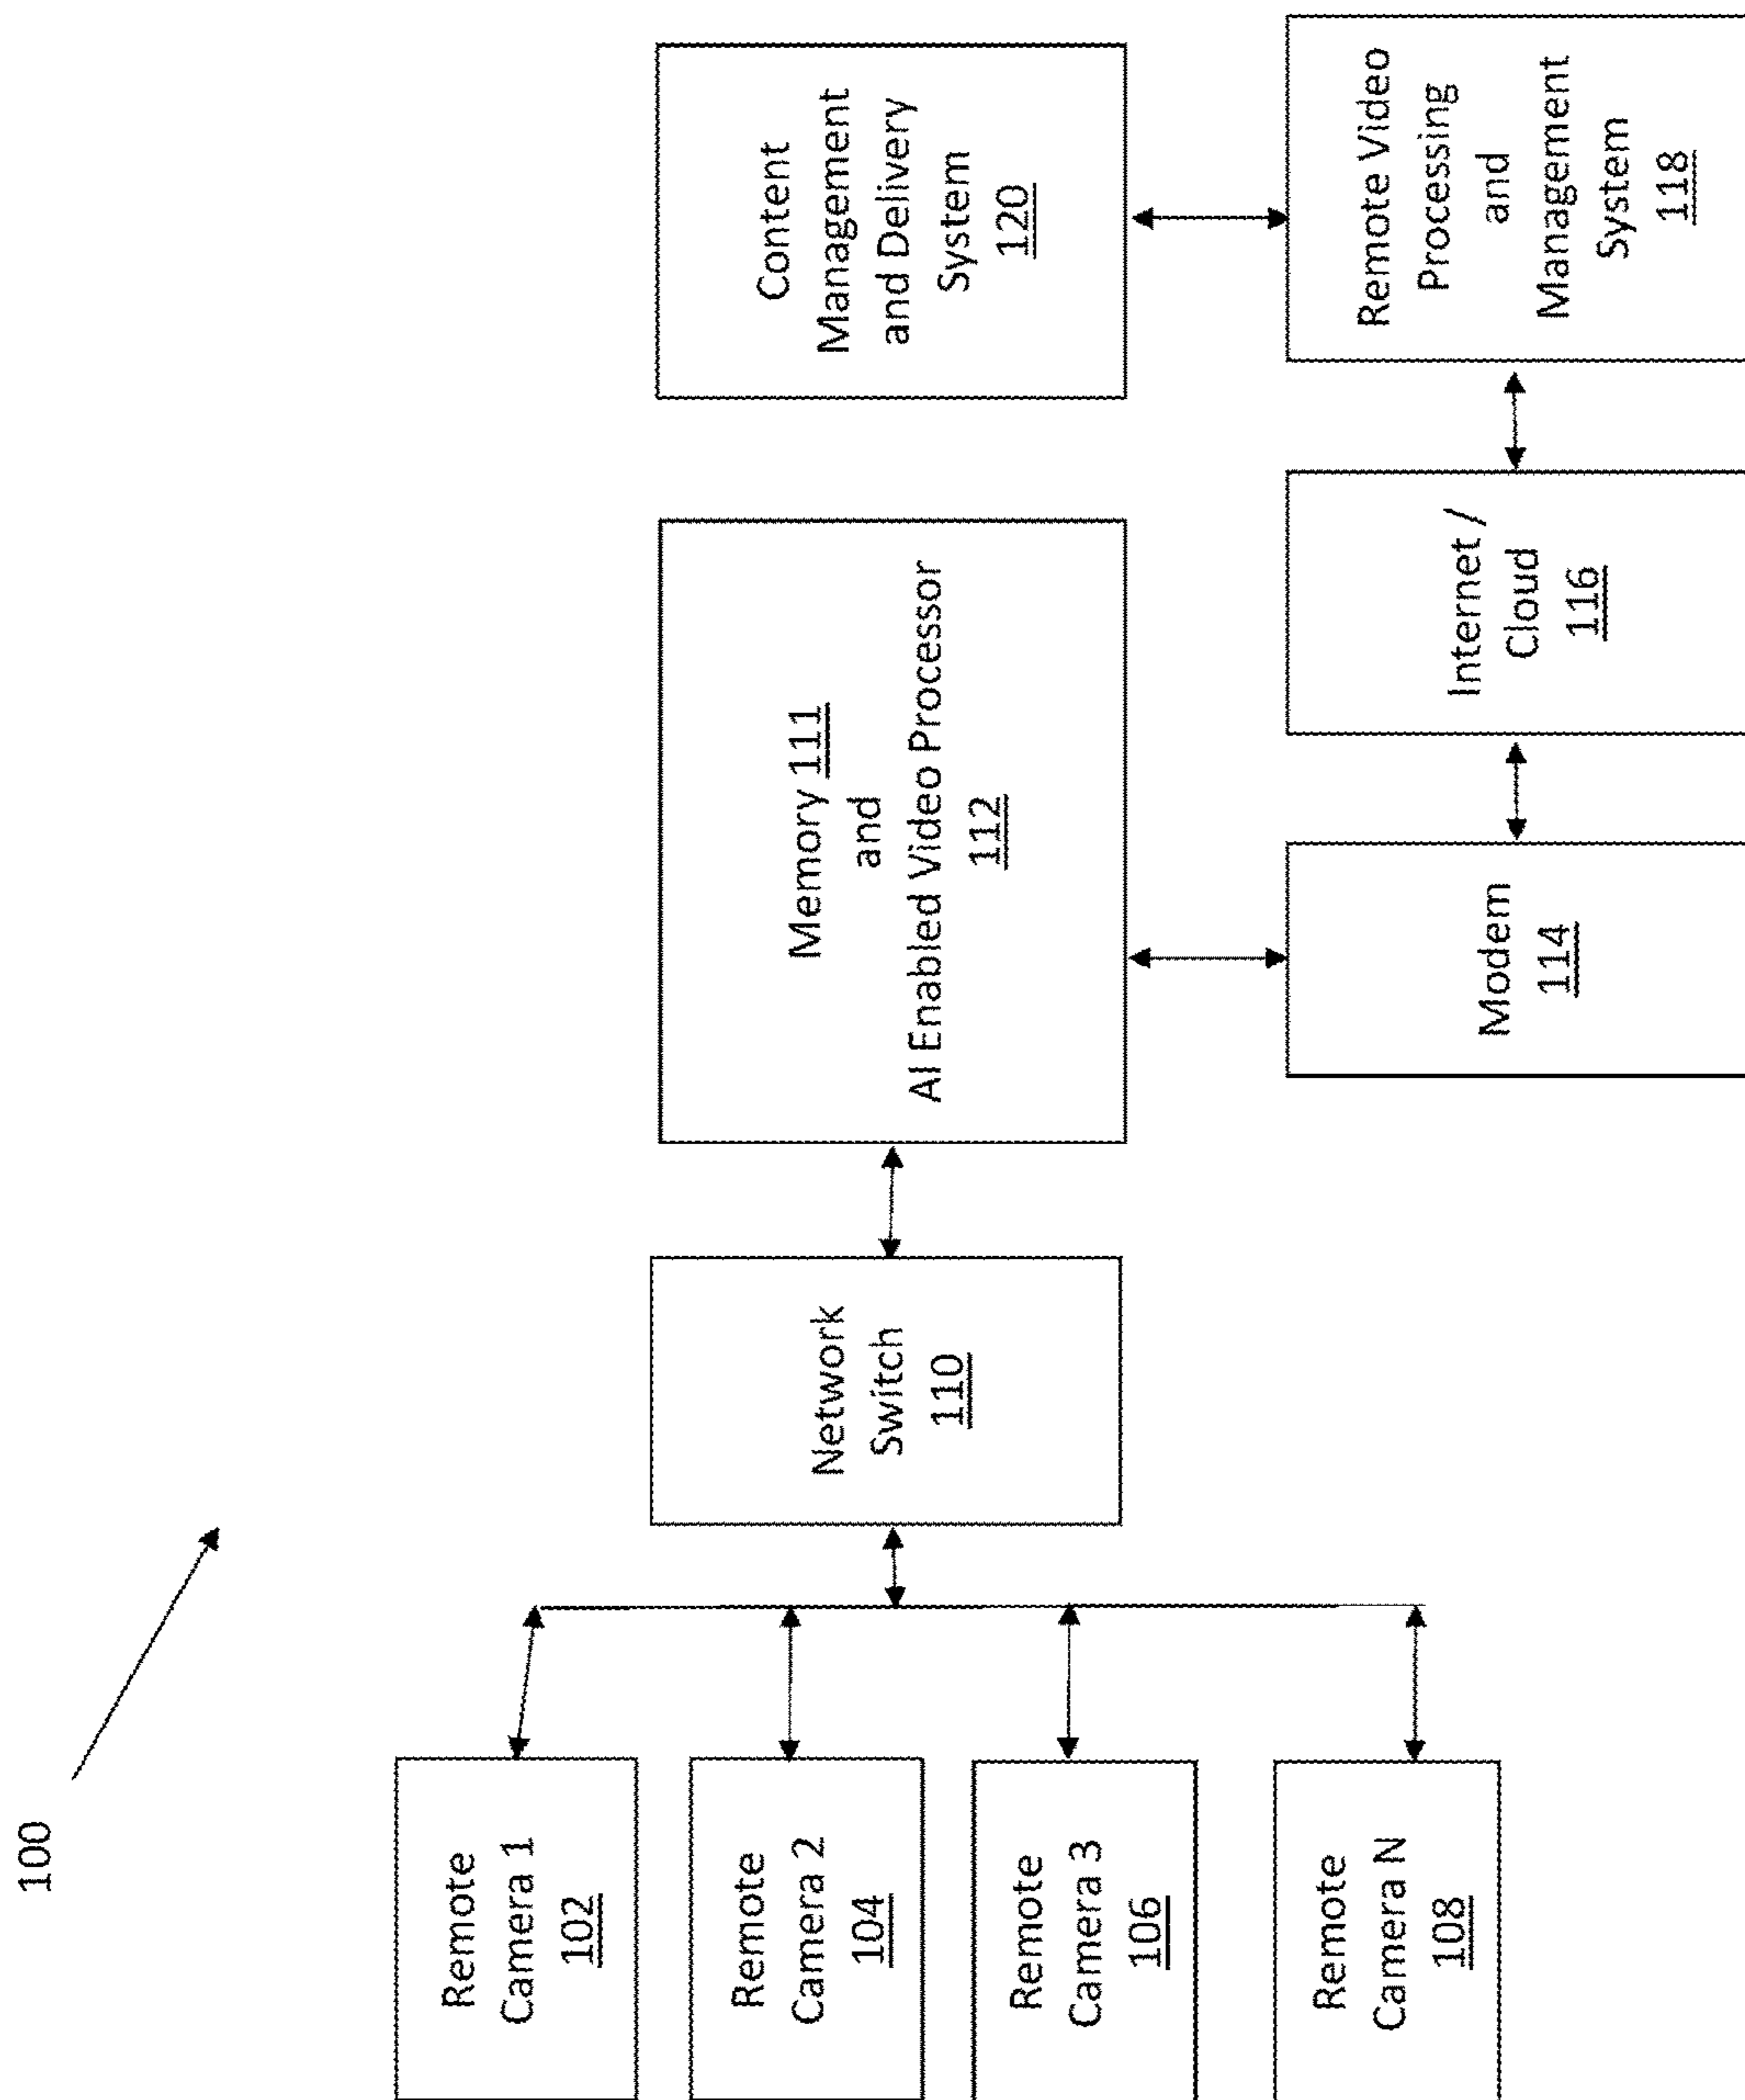 100
Remote
Camera 1
102
Remote
Camera 2
104
Remote
Camera 3
106
Remote
Camera N
108
Network
Switch
110
Memory 111
and
AI Enabled Video Processor
112
Modem
114
Internet /
Cloud
116
Remote Video
Processing
and
Management
System
118
Content
Management
and Delivery
System
120